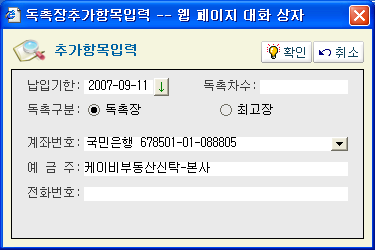 독촉장추가항목입력 -- 웹 페이지 대화 상자
추가항목입력 확인 취소
납입기한: 2007-09-11 ↓ 독촉차수:
독촉구분: 독촉장 최고장
계좌번호: 국민은행 678501-01-088805
예 금 주: 케이비부동산신탁-본사
전화번호: